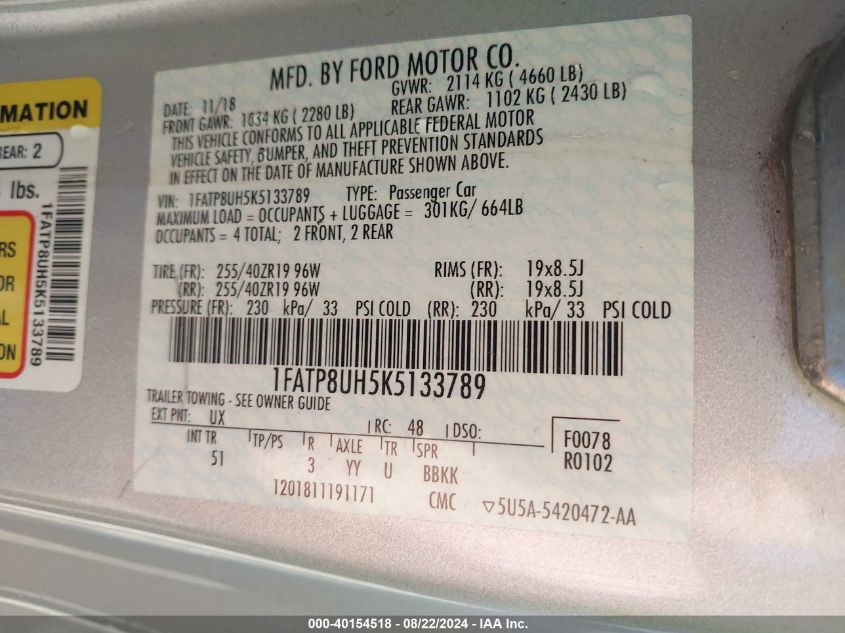 MATION
REAR: 2
lbs.
RS
OR
AL
ON
1FATP8UH5K5133789
MFD. BY FORD MOTOR CO.
DATE: 11/18 GVWR: 2114 KG ( 4660 LB)
FRONT GAWR: 1034 KG ( 2280 LB) REAR GAWR: 1102 KG ( 2430 LB)
THIS VEHICLE CONFORMS TO ALL APPLICABLE FEDERAL MOTOR
VEHICLE SAFETY, BUMPER, AND THEFT PREVENTION STANDARDS
IN EFFECT ON THE DATE OF MANUFACTURE SHOWN ABOVE.
VIN: 1FATP8UH5K5133789 TYPE: Passenger Car
MAXIMUM LOAD = OCCUPANTS + LUGGAGE = 301KG/ 664LB
OCCUPANTS = 4 TOTAL; 2 FRONT, 2 REAR
TIRE (FR): 255/40ZR19 96W RIMS (FR): 19x8.5J
(RR): 255/40ZR19 96W (RR): 19x8.5J
PRESSURE (FR): 230 kPa/ 33 PSI COLD (RR): 230 kPa/ 33 PSI COLD
1FATP8UH5K5133789
TRAILER TOWING - SEE OWNER GUIDE
EXT PNT: UX RC: 48 DSO: F0078
INT TR TP/PS R AXLE TR SPR R0102
51 3 YY U BBKK
1201811191171 CMC ▽5U5A-5420472-AA
000-40154518 - 08/22/2024 - IAA Inc.